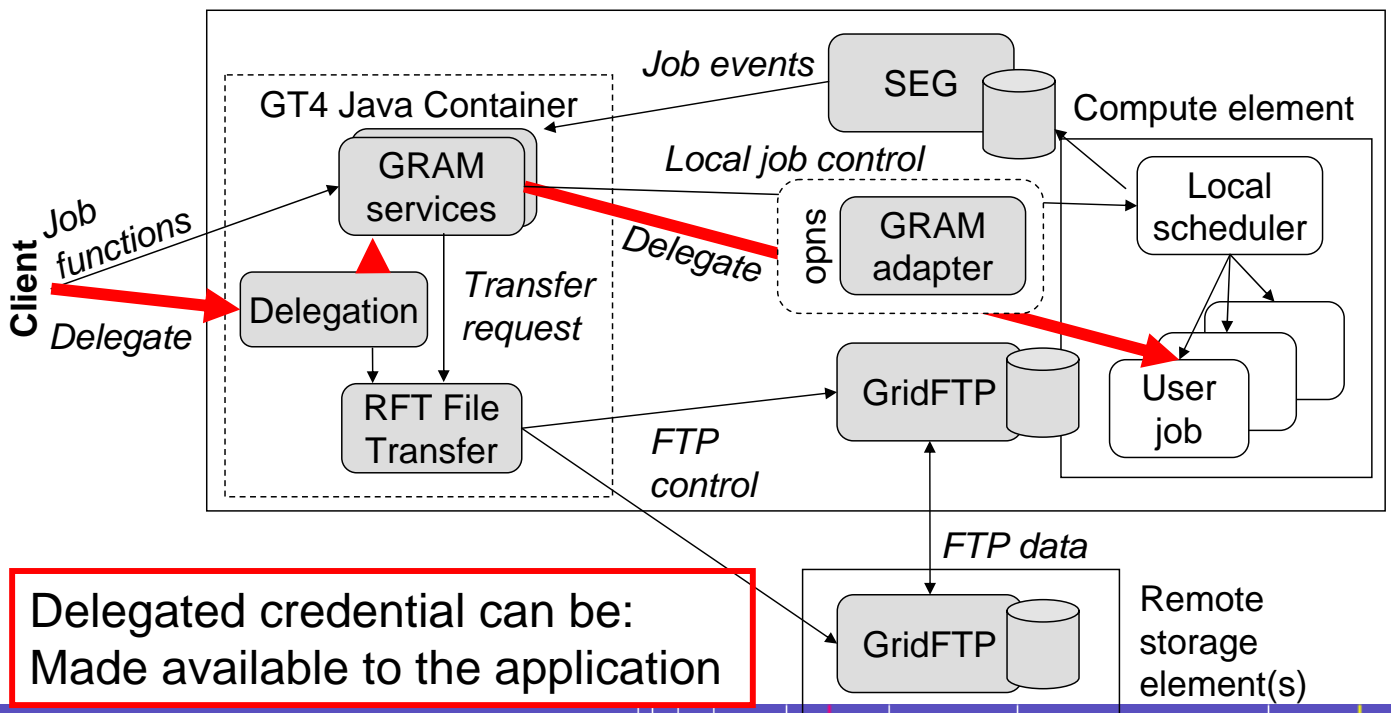 Job events
SEG
GT4 Java Container
Compute element
GRAM
services
Local job control
Local
scheduler
sudo
GRAM
adapter
Client
Job
functions
Delegate
Delegation
Delegate
Transfer
request
User
job
RFT File
Transfer
GridFTP
FTP
control
FTP data
Delegated credential can be:
Made available to the application
GridFTP
Remote
storage
element(s)